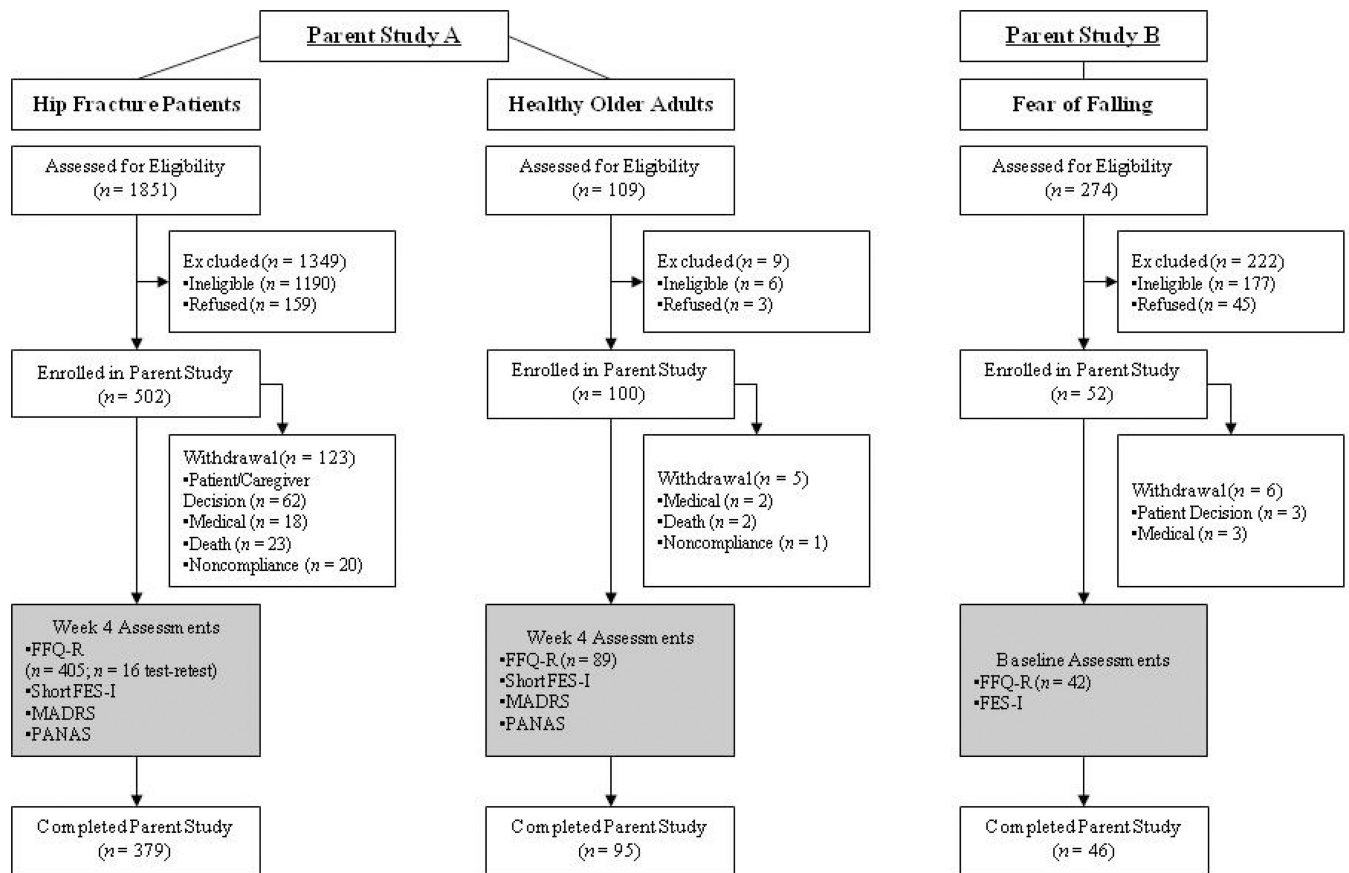 Parent Study A
Hip Fracture Patients
Assessed for Eligibility
(n = 1851)
Excluded (n = 1349)
▪Ineligible (n = 1190)
▪Refused (n = 159)
Enrolled in Parent Study
(n = 502)
Withdrawal (n = 123)
▪Patient/Caregiver
Decision (n = 62)
▪Medical (n = 18)
▪Death (n = 23)
▪Noncompliance (n = 20)
Week 4 Assessments
▪FFQ-R
(n = 405; n = 16 test-retest)
▪Short FES-I
▪MADRS
▪PANAS
Completed Parent Study
(n = 379)
Healthy Older Adults
Assessed for Eligibility
(n = 109)
Excluded (n = 9)
▪Ineligible (n = 6)
▪Refused (n = 3)
Enrolled in Parent Study
(n = 100)
Withdrawal (n = 5)
▪Medical (n = 2)
▪Death (n = 2)
▪Noncompliance (n = 1)
Week 4 Assessments
▪FFQ-R (n = 89)
▪Short FES-I
▪MADRS
▪PANAS
Completed Parent Study
(n = 95)
Parent Study B
Fear of Falling
Assessed for Eligibility
(n = 274)
Excluded (n = 222)
▪Ineligible (n = 177)
▪Refused (n = 45)
Enrolled in Parent Study
(n = 52)
Withdrawal (n = 6)
▪Patient Decision (n = 3)
▪Medical (n = 3)
Baseline Assessments
▪FFQ-R (n = 42)
▪FES-I
Completed Parent Study
(n = 46)